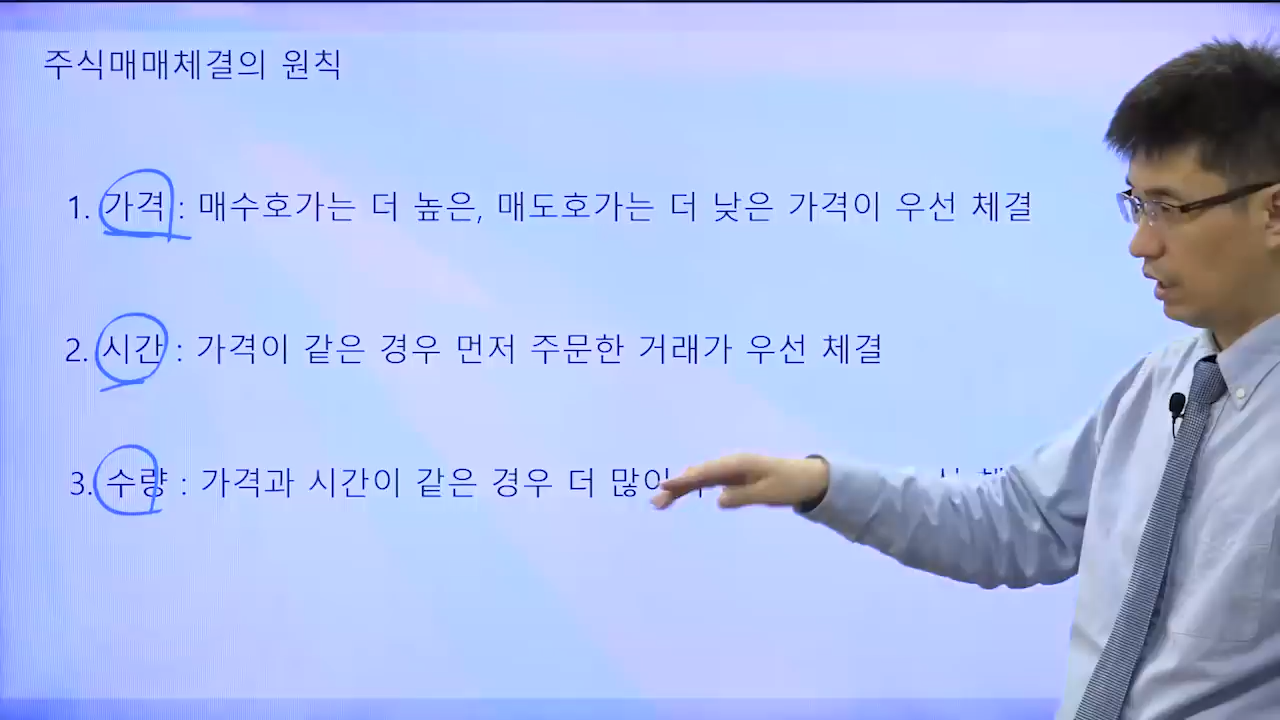 주식매매체결의 원칙
1. 가격 : 매수호가는 더 높은, 매도호가는 더 낮은 가격이 우선 체결
2. 시간 : 가격이 같은 경우 먼저 주문한 거래가 우선 체결
3. 수량 : 가격과 시간이 같은 경우 더